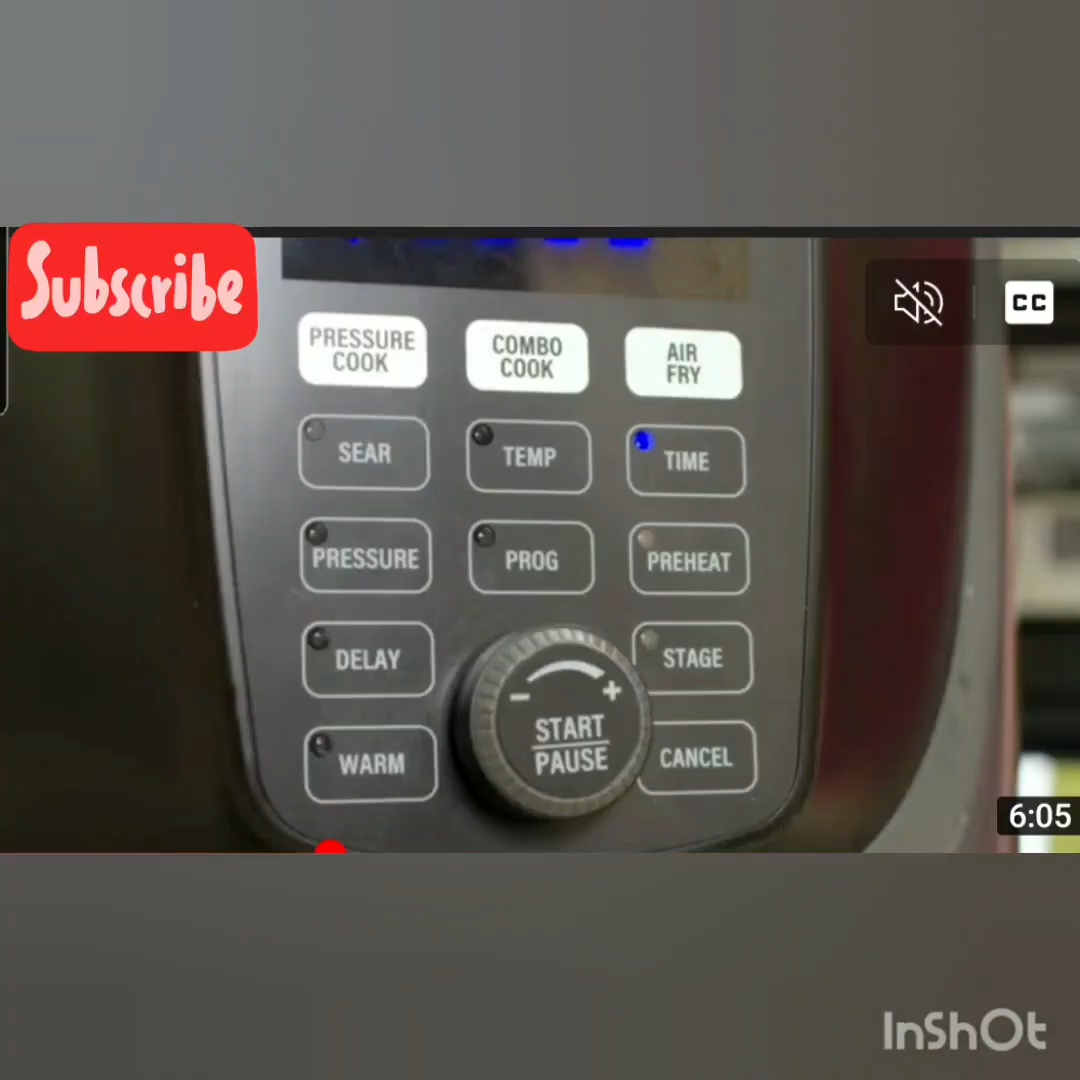 Subscribe
CC
PRESSURE
COOK
COMBO
COOK
AIR
FRY
SEAR
TEMP
TIME
PRESSURE
PROG
PREHEAT
DELAY
STAGE
- +
START
PAUSE
WARM
CANCEL
6:05
InShOt